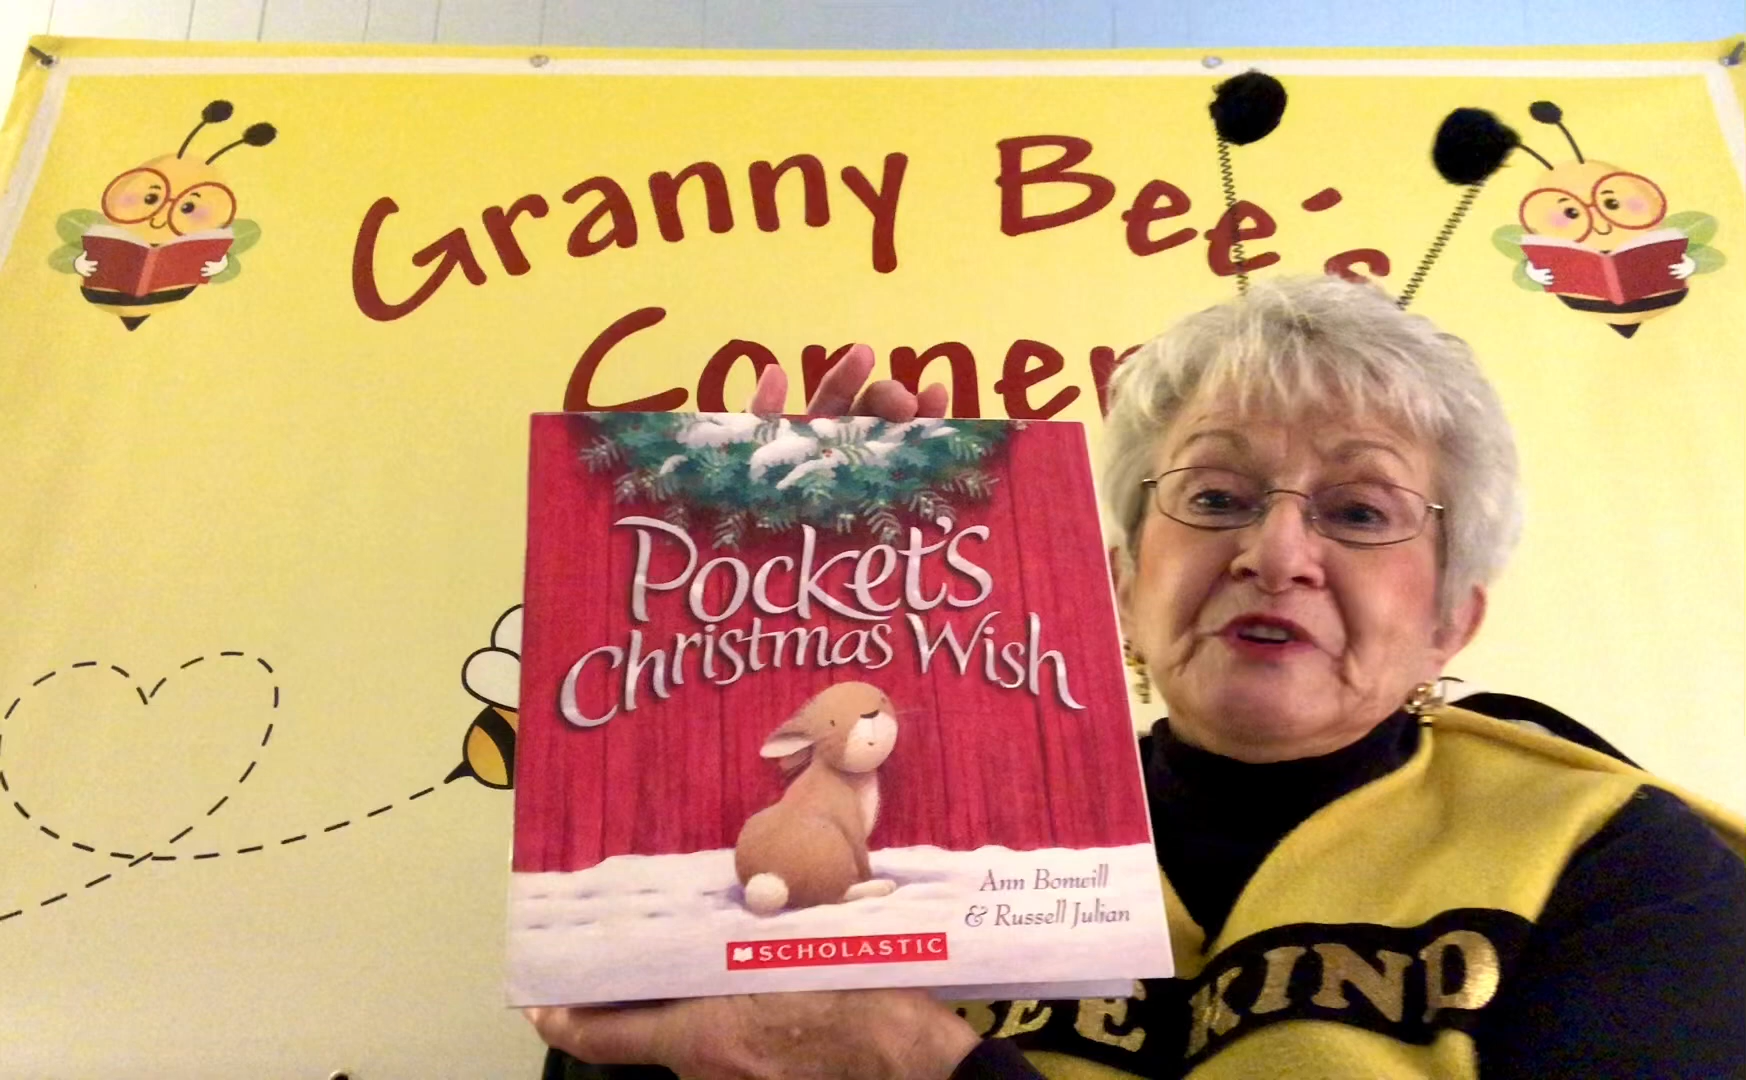 Granny Bee's
Corner
Pocket's
Christmas Wish
Ann Bonwill
& Russell Julian
SCHOLASTIC
BEE KIND